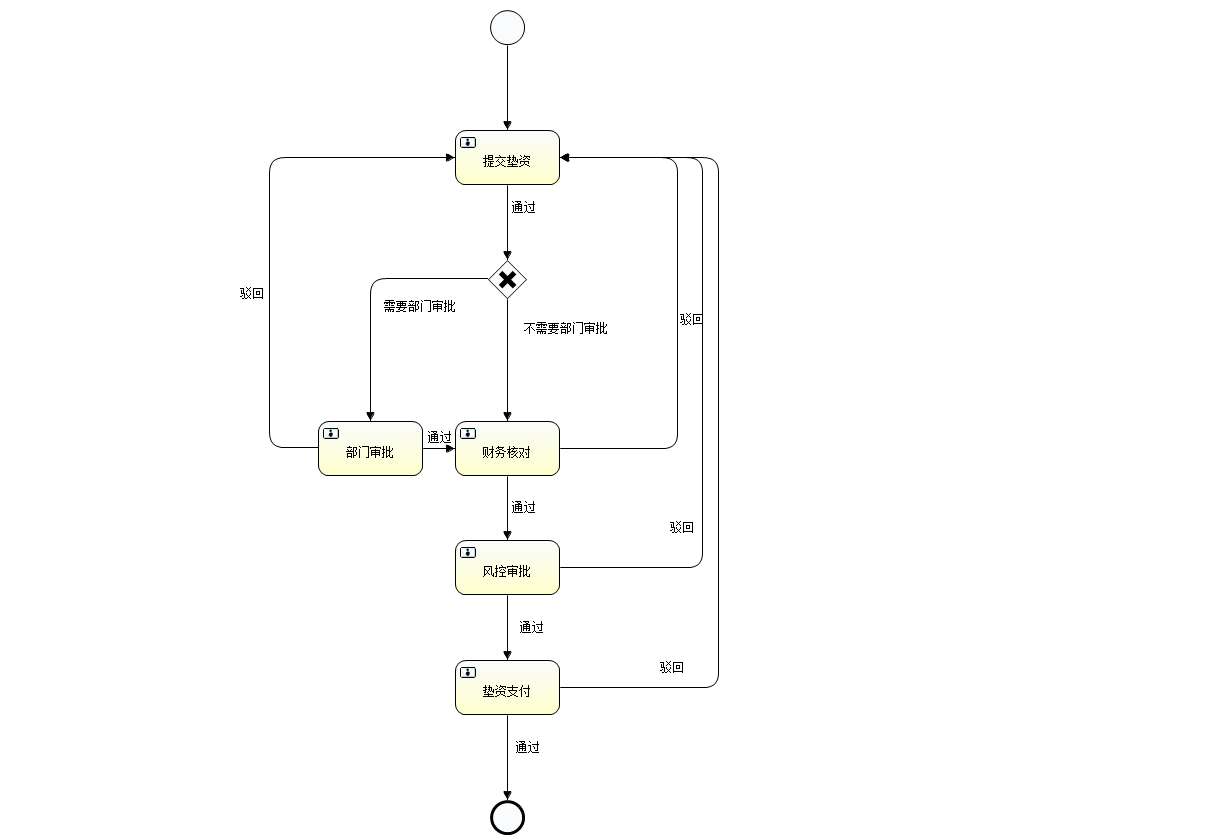 提交垫资
通过
驳回
需要部门审批
驳回
不需要部门审批
部门审批
通过
财务核对
通过
驳回
风控审批
通过
驳回
垫资支付
通过